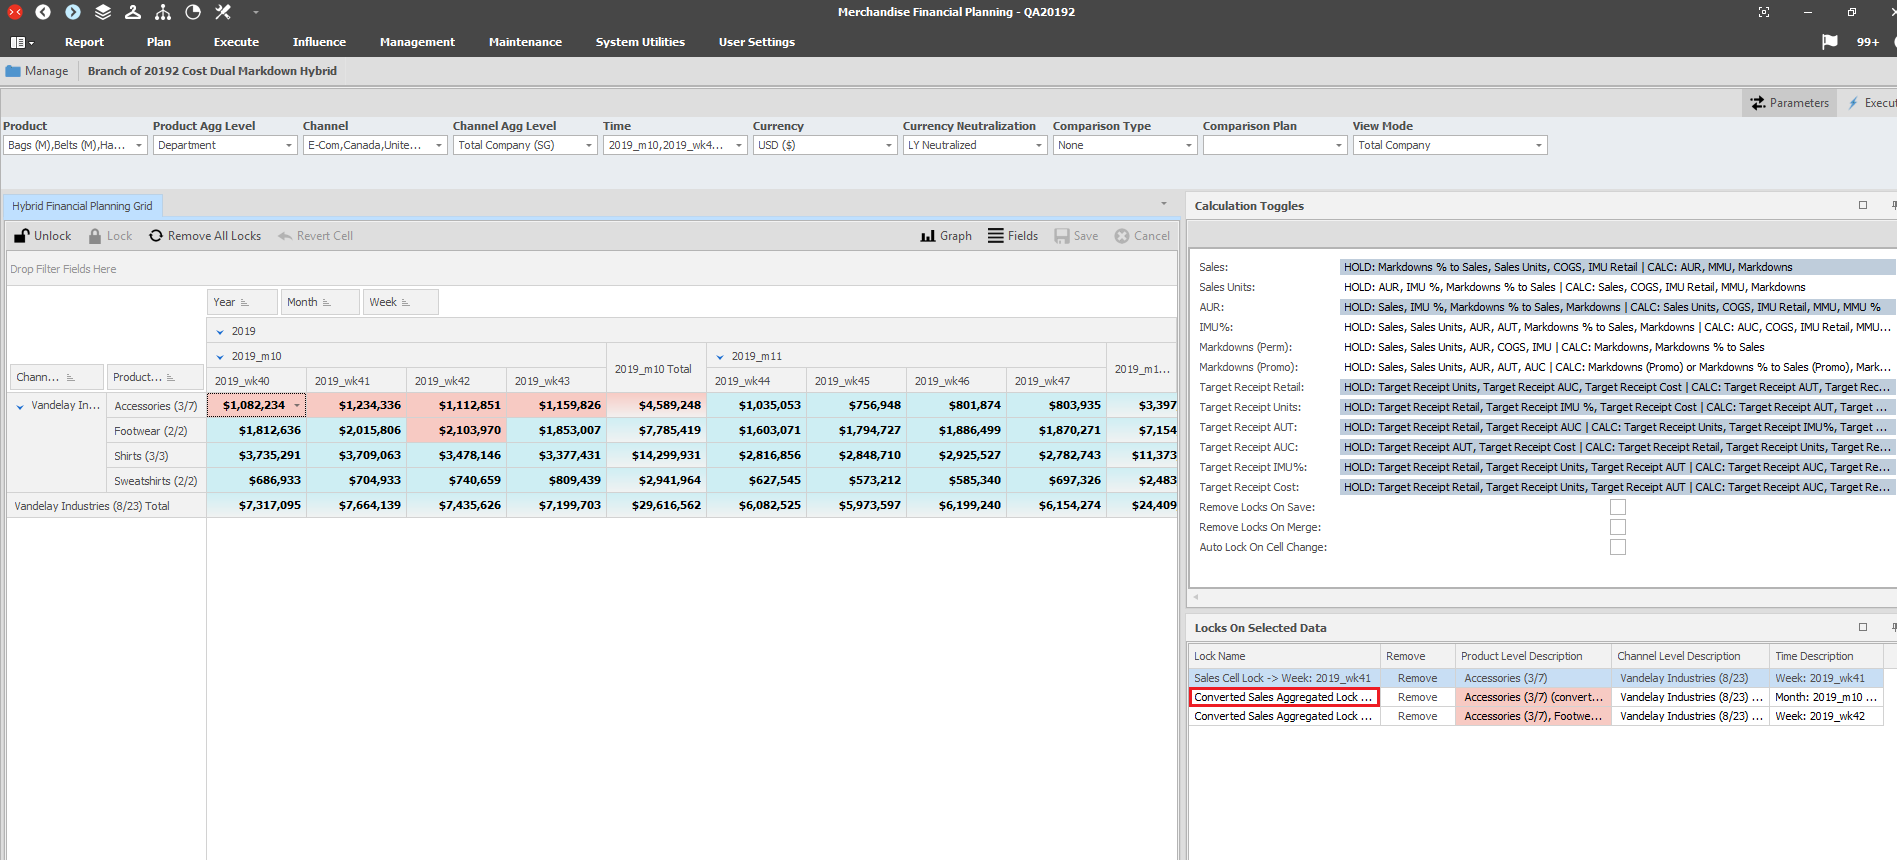 Merchandise Financial Planning - QA20192
Report Plan Execute Influence Management Maintenance System Utilities User Settings 99+
Manage Branch of 20192 Cost Dual Markdown Hybrid
Parameters Execut
Product Product Agg Level Channel Channel Agg Level Time Currency Currency Neutralization Comparison Type Comparison Plan View Mode
Bags (M),Belts (M),Ha... Department E-Com,Canada,Unite... Total Company (SG) 2019_m10,2019_wk4... USD ($) LY Neutralized None Total Company
Hybrid Financial Planning Grid
Unlock Lock Remove All Locks Revert Cell Graph Fields Save Cancel
Drop Filter Fields Here
Year Month Week
2019
2019_m10 2019_m10 Total 2019_m11 2019_m1...
Chann... Product... 2019_wk40 2019_wk41 2019_wk42 2019_wk43 2019_wk44 2019_wk45 2019_wk46 2019_wk47
Vandelay In... Accessories (3/7) $1,082,234 $1,234,336 $1,112,851 $1,159,826 $4,589,248 $1,035,053 $756,948 $801,874 $803,935 $3,397
Footwear (2/2) $1,812,636 $2,015,806 $2,103,970 $1,853,007 $7,785,419 $1,603,071 $1,794,727 $1,886,499 $1,870,271 $7,154
Shirts (3/3) $3,735,291 $3,709,063 $3,478,146 $3,377,431 $14,299,931 $2,816,856 $2,848,710 $2,925,527 $2,782,743 $11,373
Sweatshirts (2/2) $686,933 $704,933 $740,659 $809,439 $2,941,964 $627,545 $573,212 $585,340 $697,326 $2,483
Vandelay Industries (8/23) Total $7,317,095 $7,664,139 $7,435,626 $7,199,703 $29,616,562 $6,082,525 $5,973,597 $6,199,240 $6,154,274 $24,409
Calculation Toggles
Sales: HOLD: Markdowns % to Sales, Sales Units, COGS, IMU Retail | CALC: AUR, MMU, Markdowns
Sales Units: HOLD: AUR, IMU %, Markdowns % to Sales | CALC: Sales, COGS, IMU Retail, MMU, Markdowns
AUR: HOLD: Sales, IMU %, Markdowns % to Sales, Markdowns | CALC: Sales Units, COGS, IMU Retail, MMU, MMU %
IMU%: HOLD: Sales, Sales Units, AUR, AUT, Markdowns % to Sales, Markdowns | CALC: AUC, COGS, IMU Retail, MMU...
Markdowns (Perm): HOLD: Sales, Sales Units, AUR, COGS, IMU | CALC: Markdowns, Markdowns % to Sales
Markdowns (Promo): HOLD: Sales, Sales Units, AUR, AUT, AUC | CALC: Markdowns (Promo) or Markdowns % to Sales (Promo), Mark...
Target Receipt Retail: HOLD: Target Receipt Units, Target Receipt AUC, Target Receipt Cost | CALC: Target Receipt AUT, Target Rec...
Target Receipt Units: HOLD: Target Receipt Retail, Target Receipt IMU %, Target Receipt Cost | CALC: Target Receipt AUT, Target ...
Target Receipt AUT: HOLD: Target Receipt Retail, Target Receipt AUC | CALC: Target Receipt Units, Target Receipt IMU%, Target ...
Target Receipt AUC: HOLD: Target Receipt AUT, Target Receipt Cost | CALC: Target Receipt Retail, Target Receipt Units, Target Re...
Target Receipt IMU%: HOLD: Target Receipt Retail, Target Receipt Units, Target Receipt AUT | CALC: Target Receipt AUC, Target Re...
Target Receipt Cost: HOLD: Target Receipt Retail, Target Receipt Units, Target Receipt AUT | CALC: Target Receipt AUC, Target Re...
Remove Locks On Save:
Remove Locks On Merge:
Auto Lock On Cell Change:
Locks On Selected Data
Lock Name Remove Product Level Description Channel Level Description Time Description
Sales Cell Lock -> Week: 2019_wk41 Remove Accessories (3/7) Vandelay Industries (8/23) Week: 2019_wk41
Converted Sales Aggregated Lock ... Remove Accessories (3/7) (convert... Vandelay Industries (8/23) ... Month: 2019_m10 ...
Converted Sales Aggregated Lock ... Remove Accessories (3/7), Footwe... Vandelay Industries (8/23) ... Week: 2019_wk42